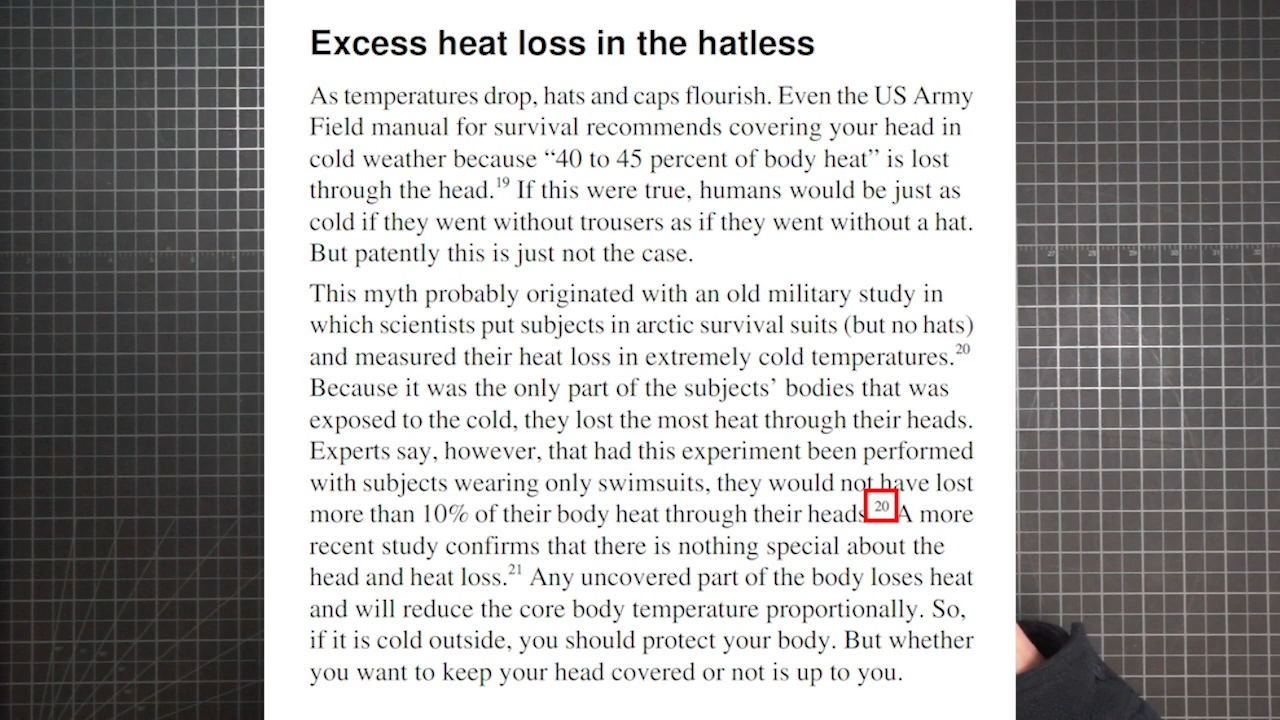 Excess heat loss in the hatless
As temperatures drop, hats and caps flourish. Even the US Army
Field manual for survival recommends covering your head in
cold weather because “40 to 45 percent of body heat” is lost
through the head.19 If this were true, humans would be just as
cold if they went without trousers as if they went without a hat.
But patently this is just not the case.
This myth probably originated with an old military study in
which scientists put subjects in arctic survival suits (but no hats)
and measured their heat loss in extremely cold temperatures.20
Because it was the only part of the subjects’ bodies that was
exposed to the cold, they lost the most heat through their heads.
Experts say, however, that had this experiment been performed
with subjects wearing only swimsuits, they would not have lost
more than 10% of their body heat through their heads 20 A more
recent study confirms that there is nothing special about the
head and heat loss.21 Any uncovered part of the body loses heat
and will reduce the core body temperature proportionally. So,
if it is cold outside, you should protect your body. But whether
you want to keep your head covered or not is up to you.